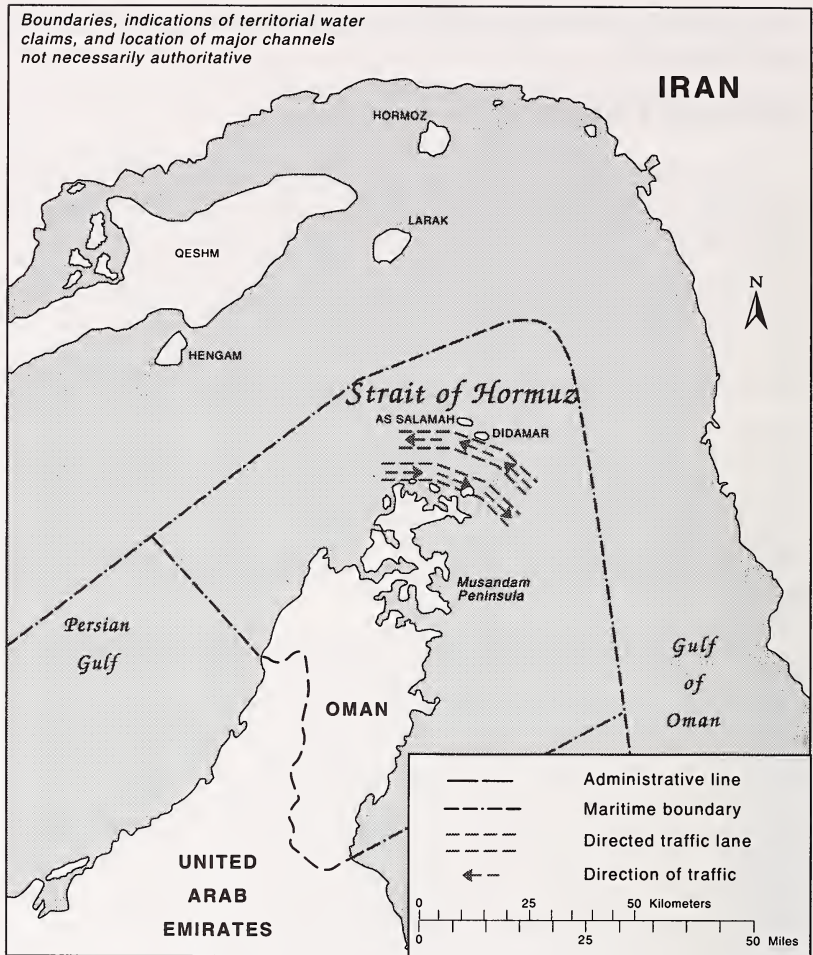 Boundaries, indications of territorial water
claims, and location of major channels
not necessarily authoritative
IRAN
HORMOZ
LARAK
QESHM
N
HENGAM
Strait of Hormuz
AS SALAMAH
DIDAMAR
Musandam
Peninsula
Persian
Gulf
Gulf
of
Oman
OMAN
UNITED
ARAB
EMIRATES
Administrative line
Maritime boundary
Directed traffic lane
Direction of traffic
0 25 50 Kilometers
0 25 50 Miles